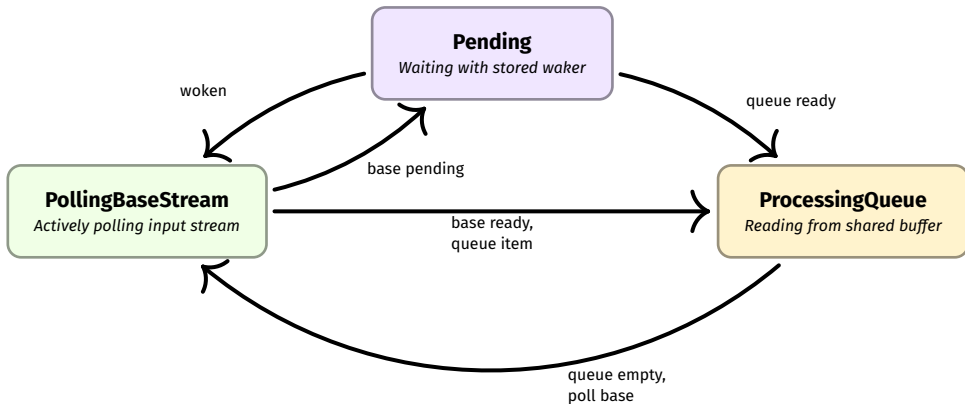 Pending
Waiting with stored waker
woken
queue ready
base pending
PollingBaseStream
Actively polling input stream
ProcessingQueue
Reading from shared buffer
base ready,
queue item
queue empty,
poll base